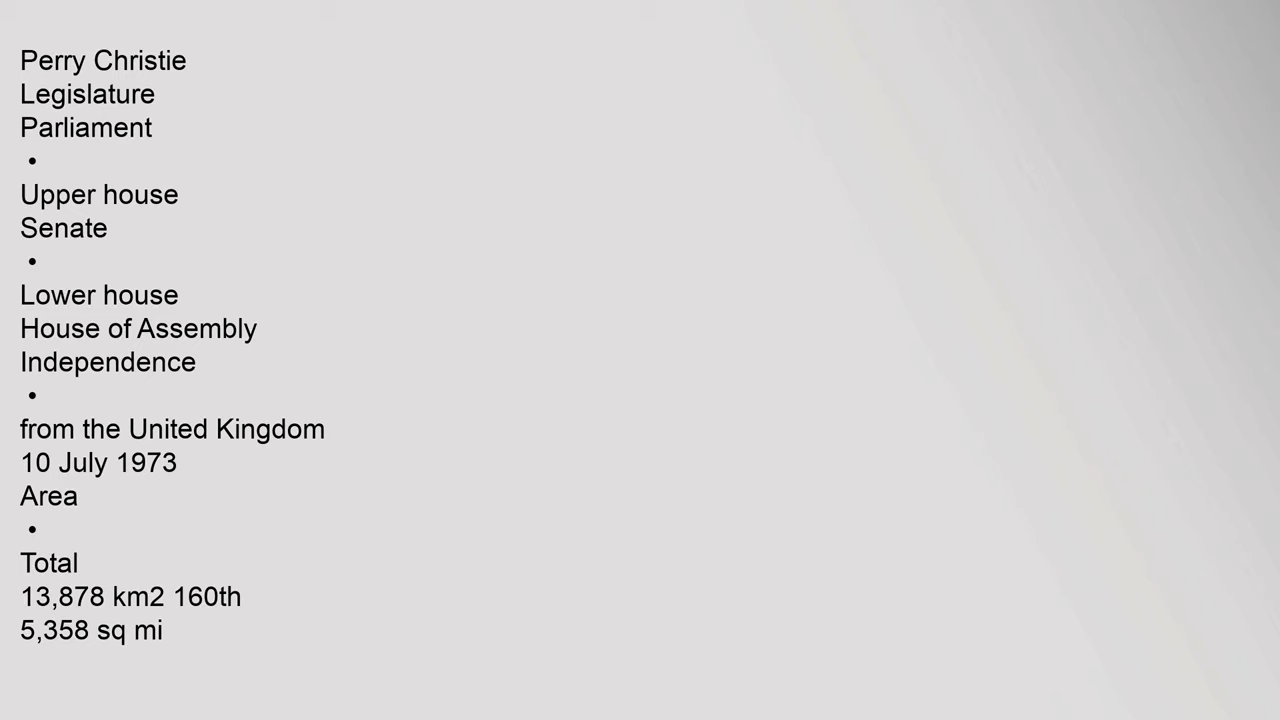 Perry Christie
Legislature
Parliament
•
Upper house
Senate
•
Lower house
House of Assembly
Independence
•
from the United Kingdom
10 July 1973
Area
•
Total
13,878 km2 160th
5,358 sq mi